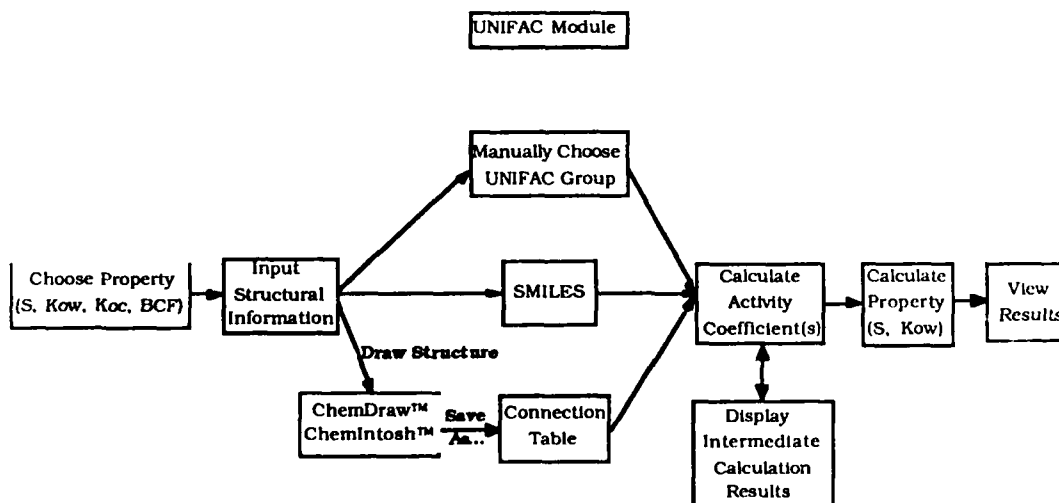 UNIFAC Module
Manually Choose
UNIFAC Group
Choose Property
(S, Kow, Koc, BCF)
Input
Structural
Information
SMILES
Calculate
Activity
Coefficient(s)
Calculate
Property
(S, Kow)
View
Results
Draw Structure
ChemDraw™
ChemIntosh™
Save
As...
Connection
Table
Display
Intermediate
Calculation
Results